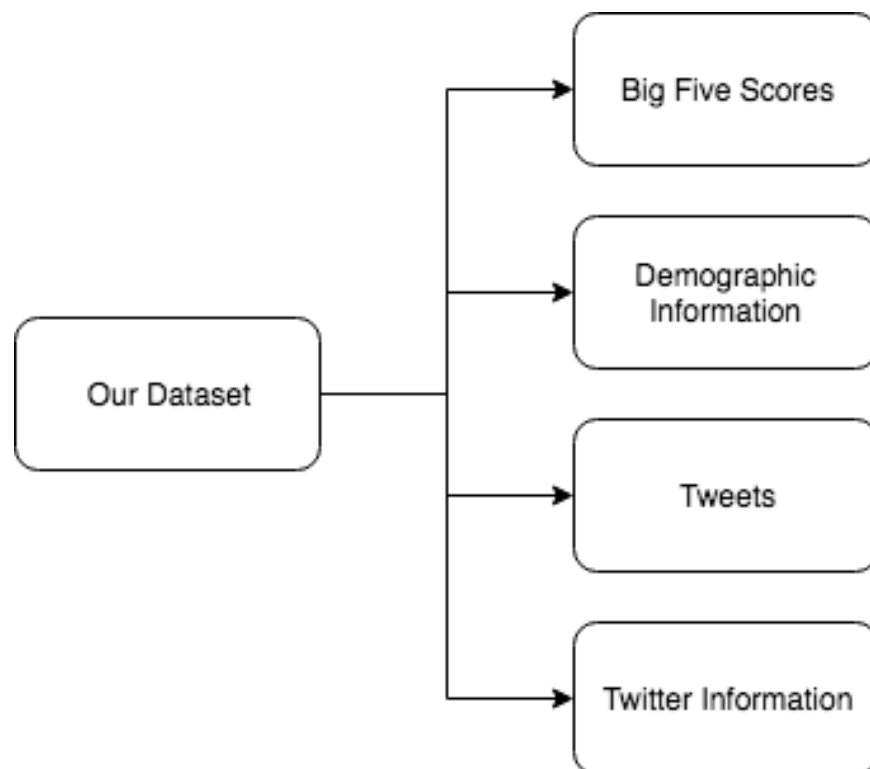 Big Five Scores
Demographic
Information
Our Dataset
Tweets
Twitter Information